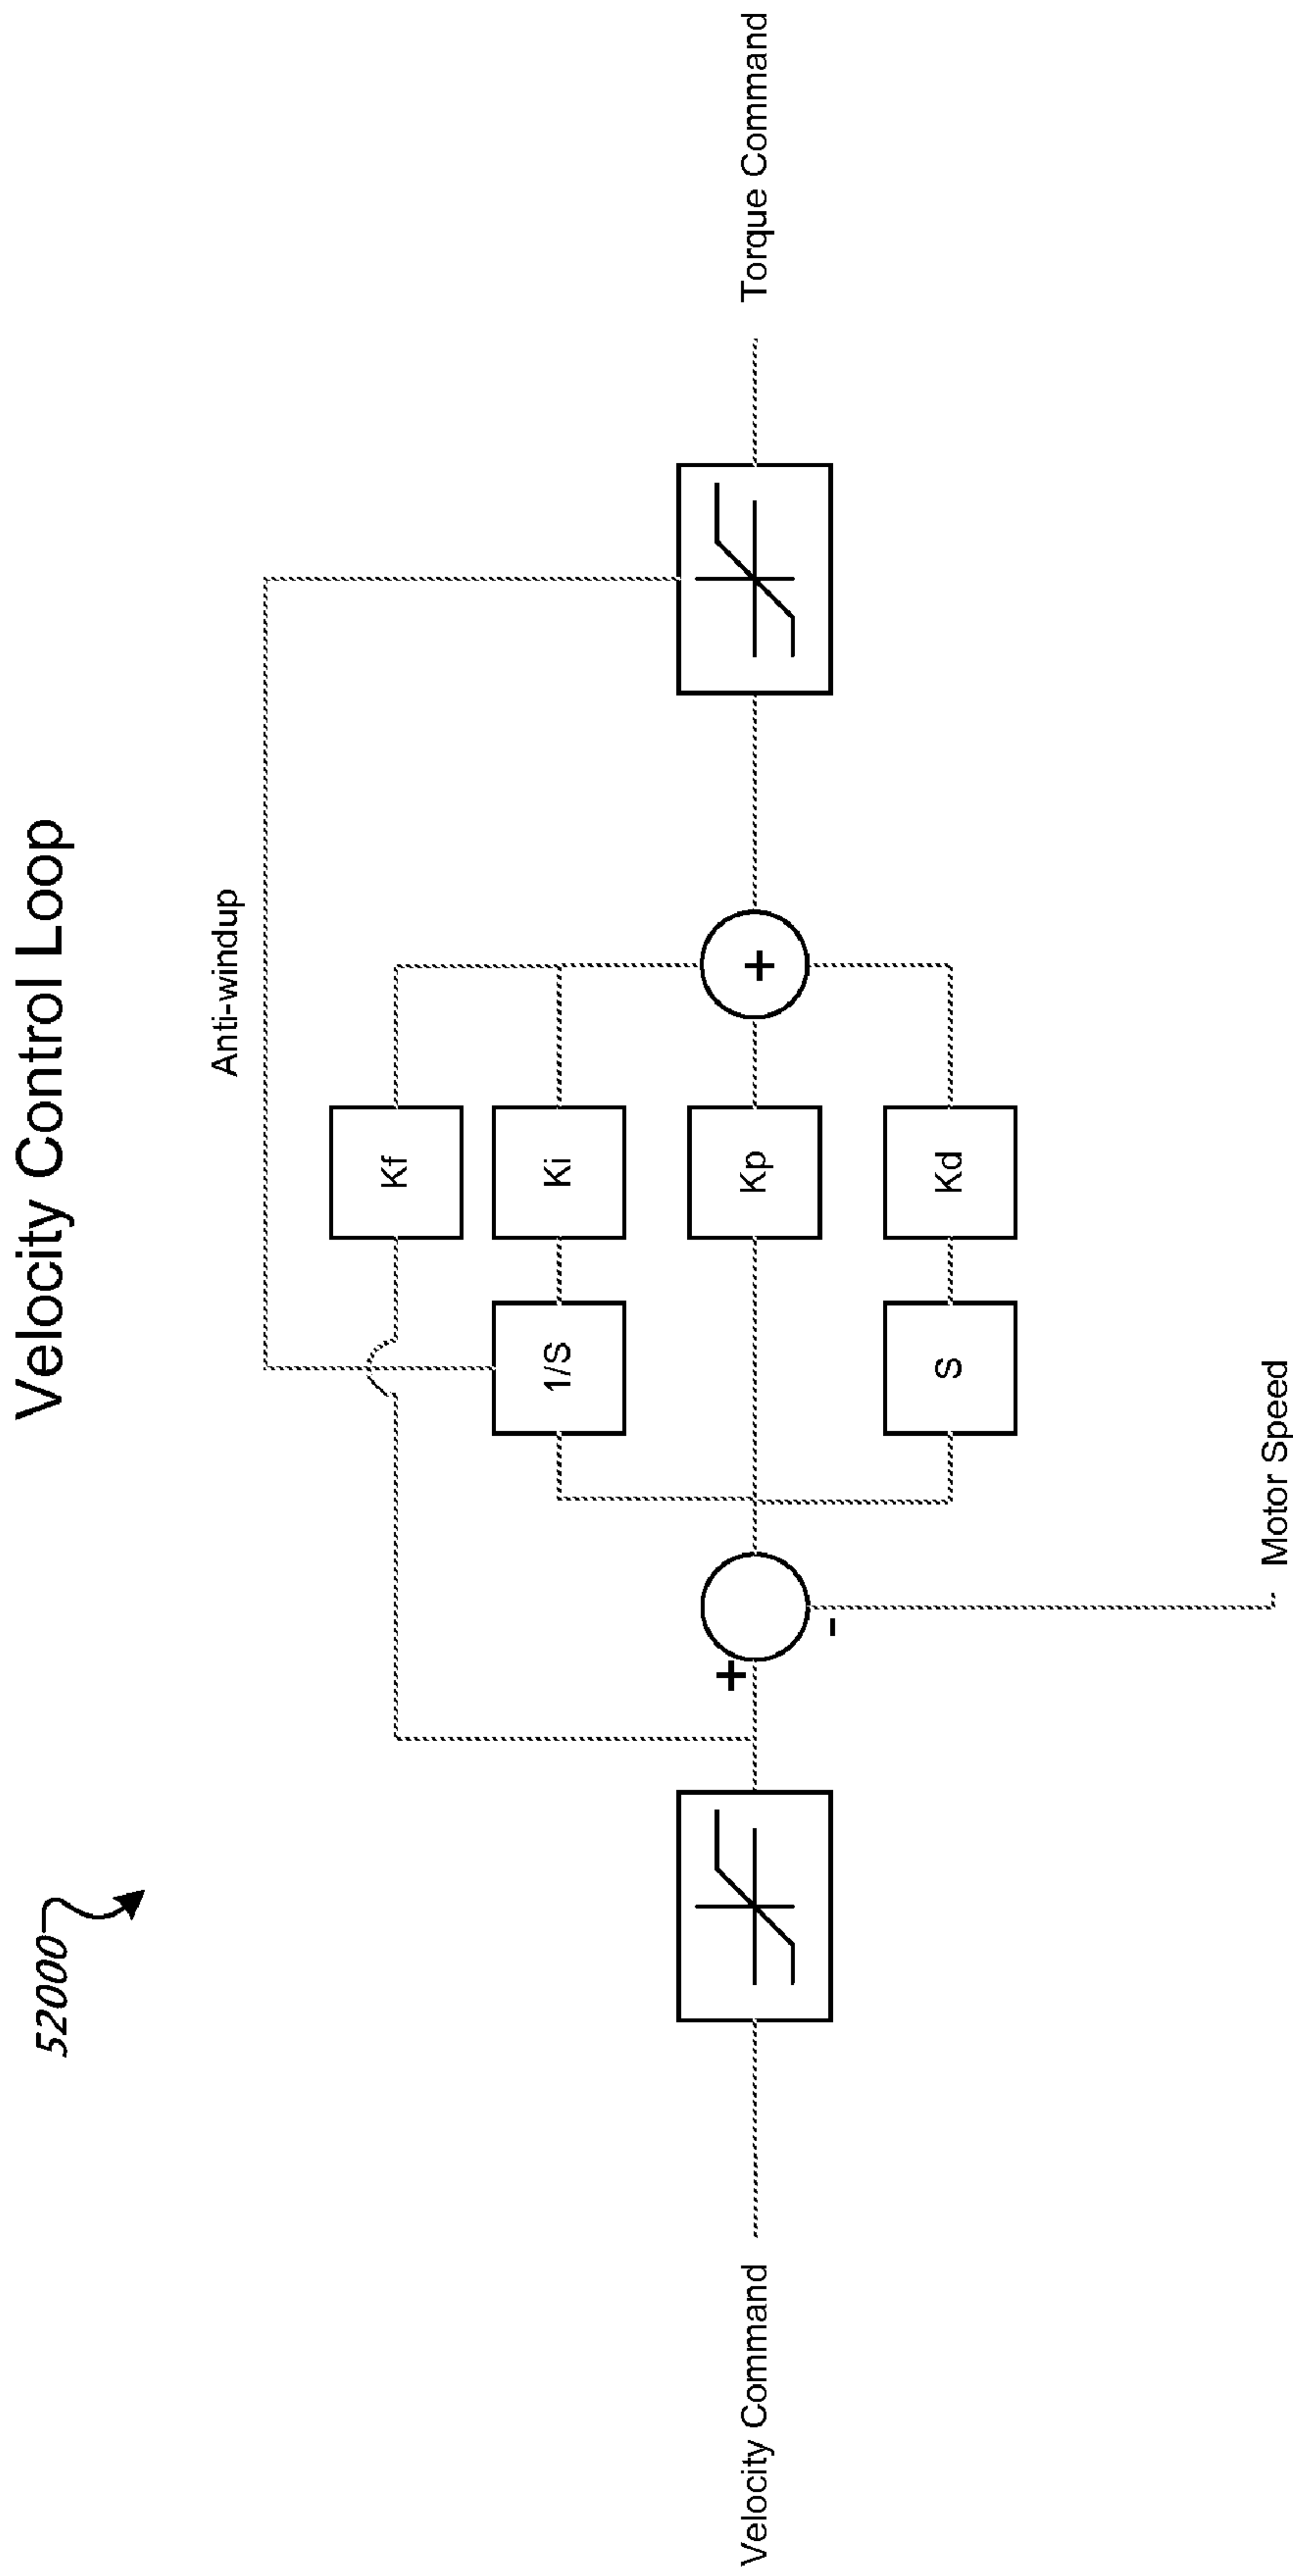 Velocity Control Loop
52000
Anti-windup
Kf
1/S
Ki
Velocity Command
+
-
Kp
+
Torque Command
S
Kd
Motor Speed